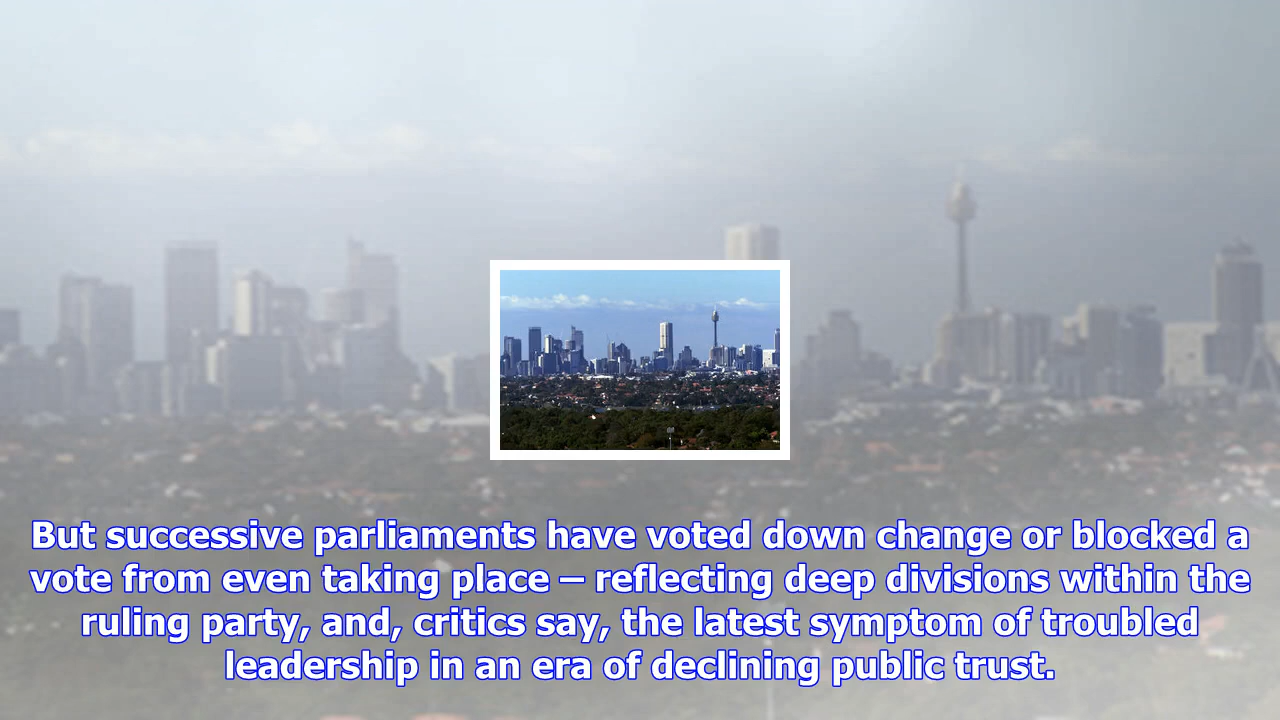 But successive parliaments have voted down change or blocked a
vote from even taking place – reflecting deep divisions within the
ruling party, and, critics say, the latest symptom of troubled
leadership in an era of declining public trust.